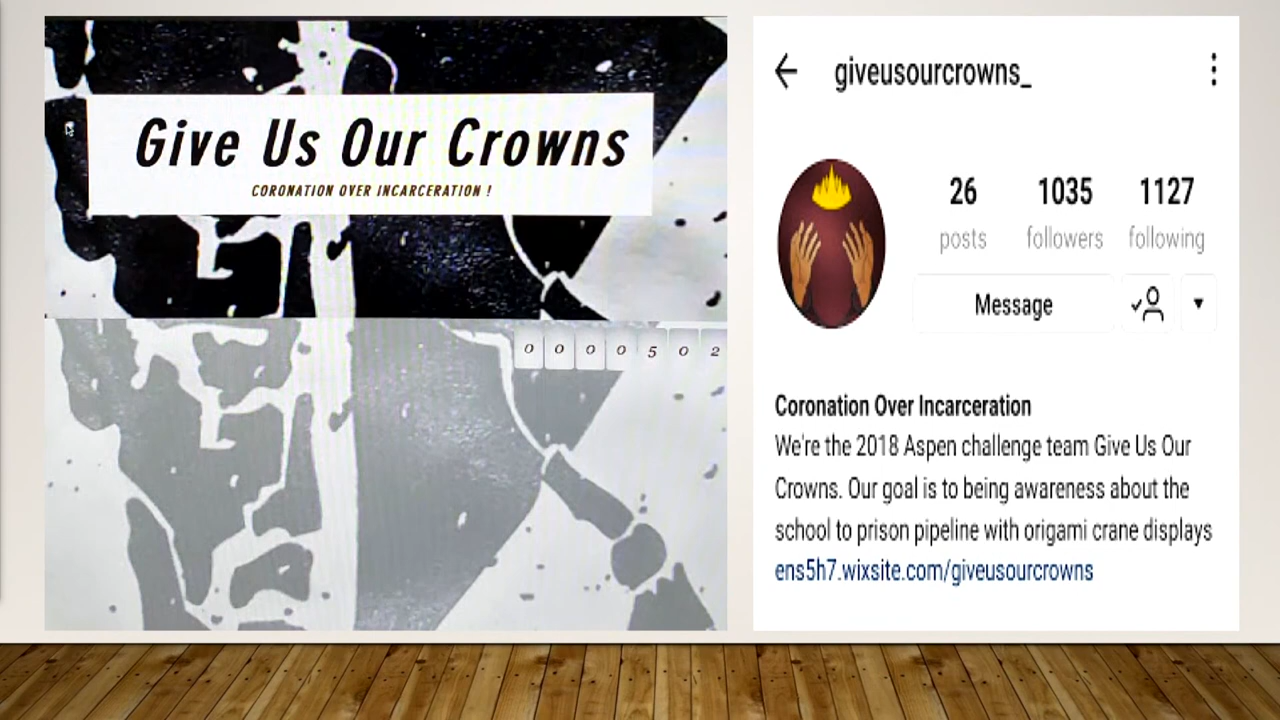 Give Us Our Crowns
CORONATION OVER INCARCERATION !
0 0 0 0 5 0 2
giveusourcrowns_
26 1035 1127
posts followers following
Message
Coronation Over Incarceration
We're the 2018 Aspen challenge team Give Us Our
Crowns. Our goal is to being awareness about the
school to prison pipeline with origami crane displays
ens5h7.wixsite.com/giveusourcrowns